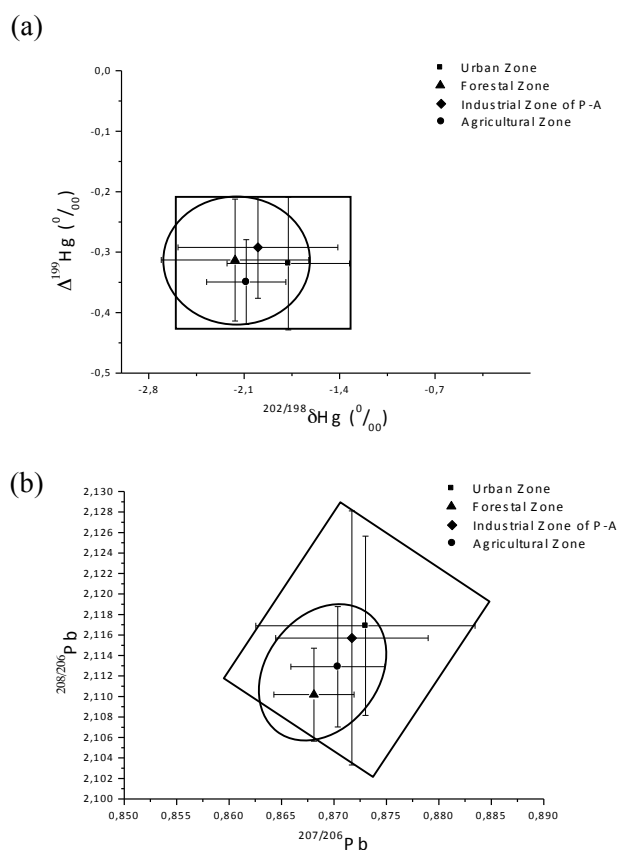 (a)
Urban Zone
Forestal Zone
Industrial Zone of P-A
Agricultural Zone
0,0
-0,1
-0,2
-0,3
-0,4
-0,5
Δ¹⁹⁹Hg (⁰/₀₀)
-2,8 -2,1 -1,4 -0,7
²⁰²/¹⁹⁸δHg (⁰/₀₀)
(b)
Urban Zone
Forestal Zone
Industrial Zone of P-A
Agricultural Zone
2,130
2,128
2,126
2,124
2,122
2,120
2,118
2,116
2,114
2,112
2,110
2,108
2,106
2,104
2,102
2,100
²⁰⁸/²⁰⁶Pb
0,850 0,855 0,860 0,865 0,870 0,875 0,880 0,885 0,890
²⁰⁷/²⁰⁶Pb